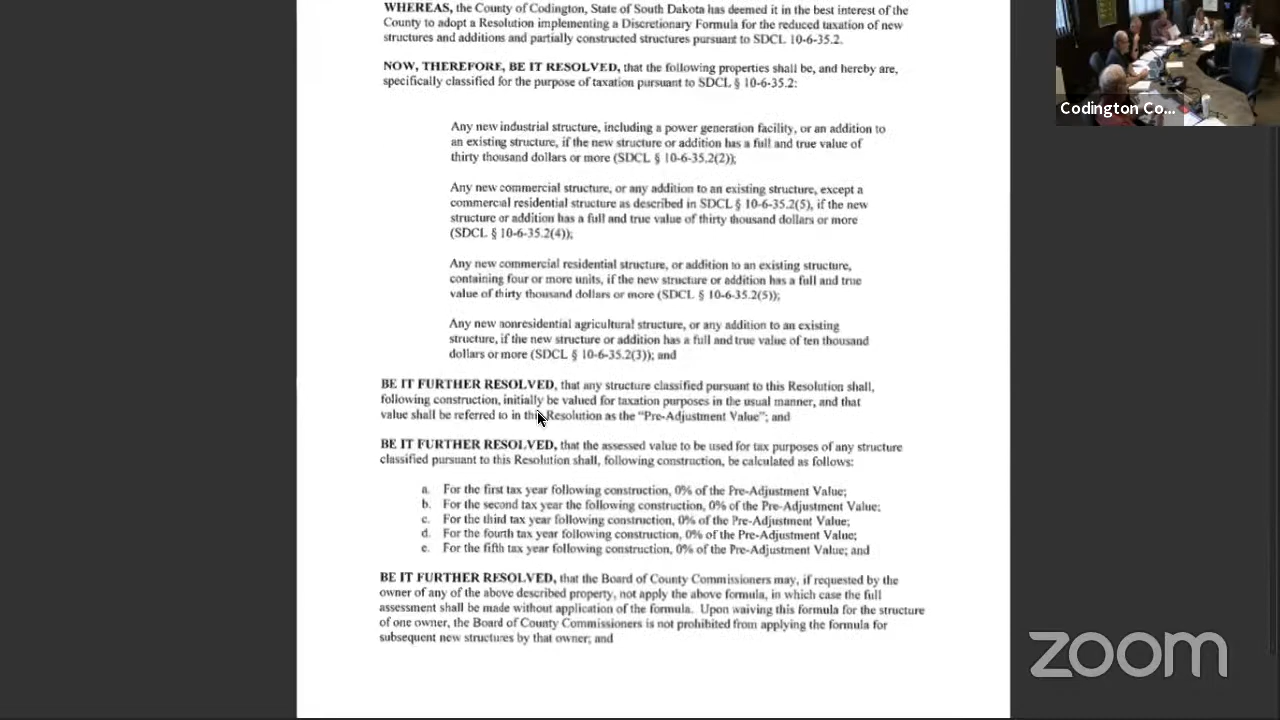 WHEREAS, the County of Codington, State of South Dakota has deemed it in the best interest of the
County to adopt a Resolution implementing a Discretionary Formula for the reduced taxation of new
structures and additions and partially constructed structures pursuant to SDCL 10-6-35.2.
NOW, THEREFORE, BE IT RESOLVED, that the following properties shall be, and hereby are,
specifically classified for the purpose of taxation pursuant to SDCL § 10-6-35.2:
Any new industrial structure, including a power generation facility, or an addition to
an existing structure, if the new structure or addition has a full and true value of
thirty thousand dollars or more (SDCL § 10-6-35.2(2));
Any new commercial structure, or any addition to an existing structure, except a
commercial residential structure as described in SDCL § 10-6-35.2(5), if the new
structure or addition has a full and true value of thirty thousand dollars or more
(SDCL § 10-6-35.2(4));
Any new commercial residential structure, or addition to an existing structure,
containing four or more units, if the new structure or addition has a full and true
value of thirty thousand dollars or more (SDCL § 10-6-35.2(5));
Any new nonresidential agricultural structure, or any addition to an existing
structure, if the new structure or addition has a full and true value of ten thousand
dollars or more (SDCL § 10-6-35.2(3)); and
BE IT FURTHER RESOLVED, that any structure classified pursuant to this Resolution shall,
following construction, initially be valued for taxation purposes in the usual manner, and that
value shall be referred to in this Resolution as the "Pre-Adjustment Value"; and
BE IT FURTHER RESOLVED, that the assessed value to be used for tax purposes of any structure
classified pursuant to this Resolution shall, following construction, be calculated as follows:
a. For the first tax year following construction, 0% of the Pre-Adjustment Value;
b. For the second tax year the following construction, 0% of the Pre-Adjustment Value;
c. For the third tax year following construction, 0% of the Pre-Adjustment Value;
d. For the fourth tax year following construction, 0% of the Pre-Adjustment Value;
e. For the fifth tax year following construction, 0% of the Pre-Adjustment Value; and
BE IT FURTHER RESOLVED, that the Board of County Commissioners may, if requested by the
owner of any of the above described property, not apply the above formula, in which case the full
assessment shall be made without application of the formula. Upon waiving this formula for the structure
of one owner, the Board of County Commissioners is not prohibited from applying the formula for
subsequent new structures by that owner; and
Codington Co...
zoom